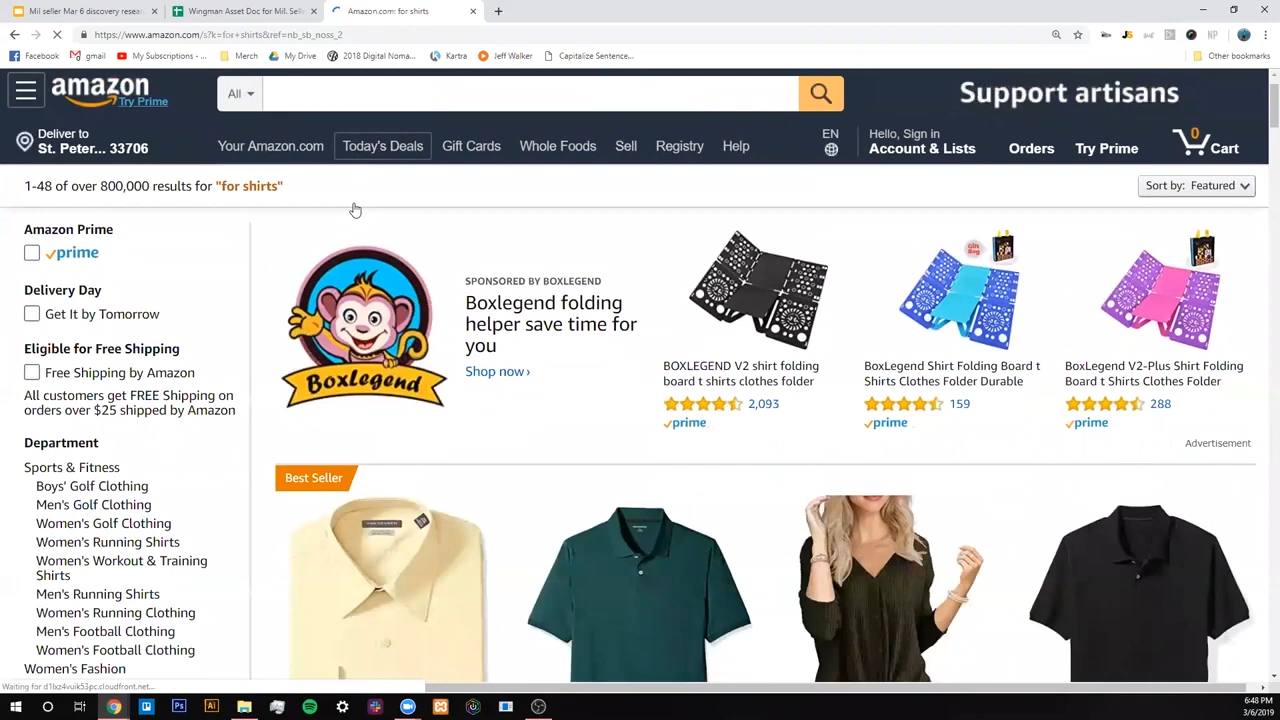 Mil seller Mar 6 discovery resea
Wingman Asset Doc for Mil. Selle
Amazon.com: for shirts
https://www.amazon.com/s?k=for+shirts&ref=nb_sb_noss_2
Facebook
gmail
My Subscriptions - ...
Merch
My Drive
2018 Digital Noma...
Kartra
Jeff Walker
Capitalize Sentence...
Other bookmarks
amazon
Try Prime
All
Support artisans
Deliver to
St. Peter... 33706
Your Amazon.com
Today's Deals
Gift Cards
Whole Foods
Sell
Registry
Help
EN
Hello, Sign in
Account & Lists
Orders
Try Prime
0
Cart
1-48 of over 800,000 results for "for shirts"
Sort by: Featured
Amazon Prime
prime
Delivery Day
Get It by Tomorrow
Eligible for Free Shipping
Free Shipping by Amazon
All customers get FREE Shipping on
orders over $25 shipped by Amazon
Department
Sports & Fitness
Boys' Golf Clothing
Men's Golf Clothing
Women's Golf Clothing
Women's Running Shirts
Women's Workout & Training
Shirts
Men's Running Shirts
Women's Running Clothing
Men's Football Clothing
Women's Football Clothing
Women's Fashion
BoxLegend
SPONSORED BY BOXLEGEND
Boxlegend folding
helper save time for
you
Shop now ›
BOXLEGEND V2 shirt folding
board t shirts clothes folder
2,093
prime
Gift
Bag
BoxLegend Shirt Folding Board t
Shirts Clothes Folder Durable
159
prime
BoxLegend V2-Plus Shirt Folding
Board t Shirts Clothes Folder
288
prime
Advertisement
Best Seller
Waiting for d1lxz4vuik53pc.cloudfront.net...
6:48 PM
3/6/2019